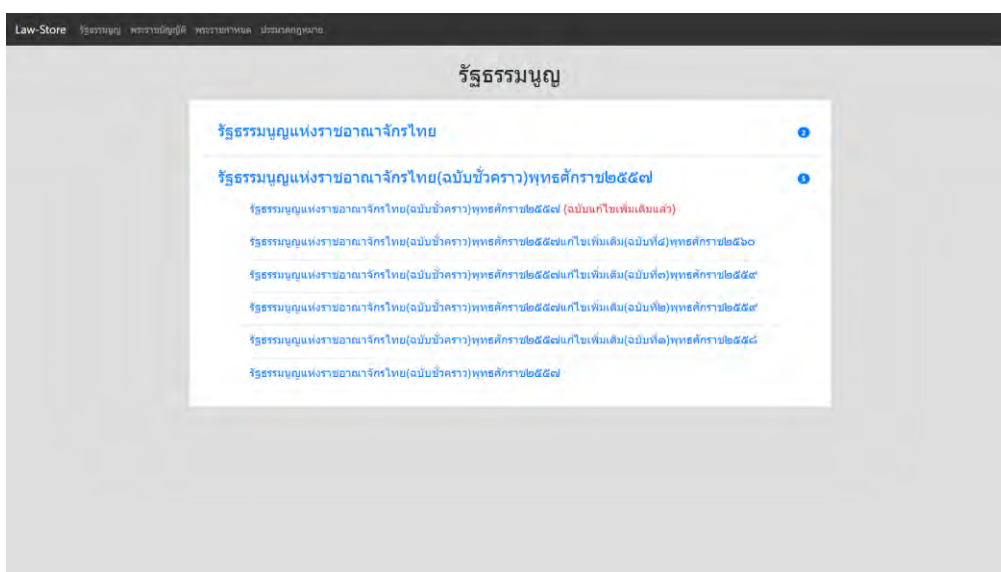 Law-Store รัฐธรรมนูญ พระราชบัญญัติ พระราชกำหนด ประมวลกฎหมาย
รัฐธรรมนูญ
รัฐธรรมนูญแห่งราชอาณาจักรไทย 2
รัฐธรรมนูญแห่งราชอาณาจักรไทย(ฉบับชั่วคราว)พุทธศักราช๒๕๕๗ 5
รัฐธรรมนูญแห่งราชอาณาจักรไทย(ฉบับชั่วคราว)พุทธศักราช๒๕๕๗ (ฉบับแก้ไขเพิ่มเติมแล้ว)
รัฐธรรมนูญแห่งราชอาณาจักรไทย(ฉบับชั่วคราว)พุทธศักราช๒๕๕๗แก้ไขเพิ่มเติม(ฉบับที่๔)พุทธศักราช๒๕๖๐
รัฐธรรมนูญแห่งราชอาณาจักรไทย(ฉบับชั่วคราว)พุทธศักราช๒๕๕๗แก้ไขเพิ่มเติม(ฉบับที่๓)พุทธศักราช๒๕๕๙
รัฐธรรมนูญแห่งราชอาณาจักรไทย(ฉบับชั่วคราว)พุทธศักราช๒๕๕๗แก้ไขเพิ่มเติม(ฉบับที่๒)พุทธศักราช๒๕๕๙
รัฐธรรมนูญแห่งราชอาณาจักรไทย(ฉบับชั่วคราว)พุทธศักราช๒๕๕๗แก้ไขเพิ่มเติม(ฉบับที่๑)พุทธศักราช๒๕๕๘
รัฐธรรมนูญแห่งราชอาณาจักรไทย(ฉบับชั่วคราว)พุทธศักราช๒๕๕๗